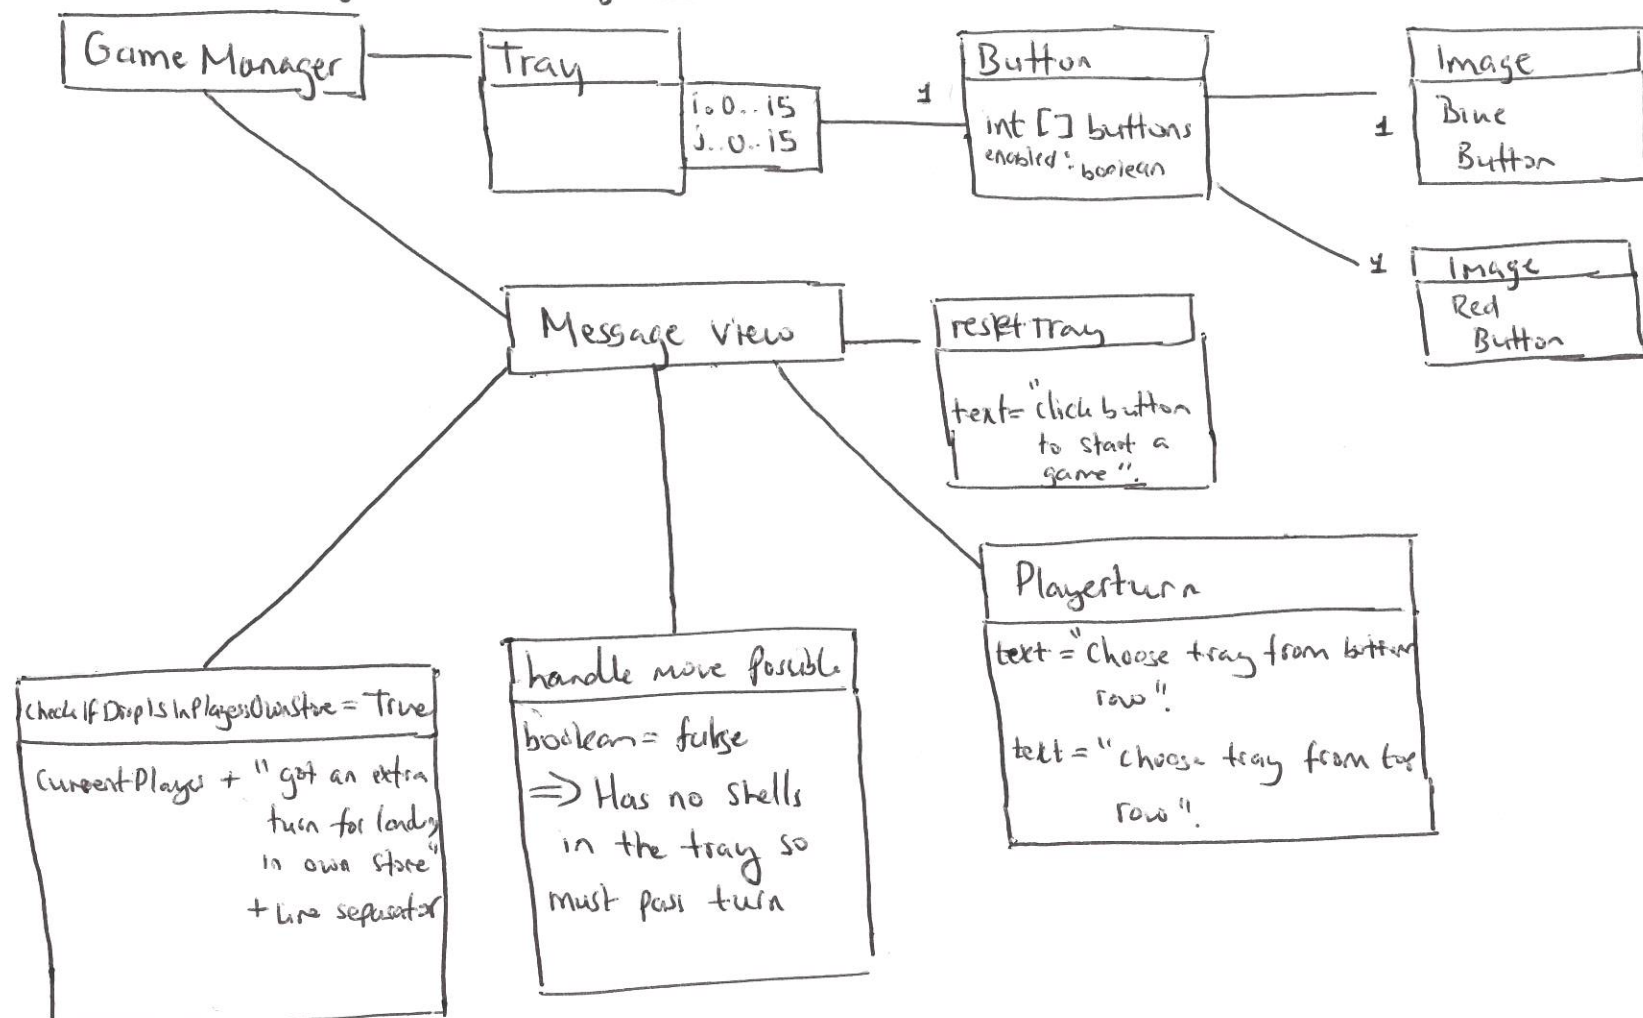 Game Manager
Tray
i.0..15
j..0..15
1
Button
int [] buttons
enabled: boolean
1
Image
Blue
Button
1
Image
Red
Button
Message view
reset Tray
text= "click button
to start a
game".
Playerturn
text = "Choose tray from bottom
row".
text = "choose tray from top
row".
handle move Possible
boolean = false
⇒ Has no shells
in the tray so
must pass turn
CheckIfDropIsInPlayersOwnStore = True
CurrentPlayer + " got an extra
turn for landing
in own store"
+ Line separator